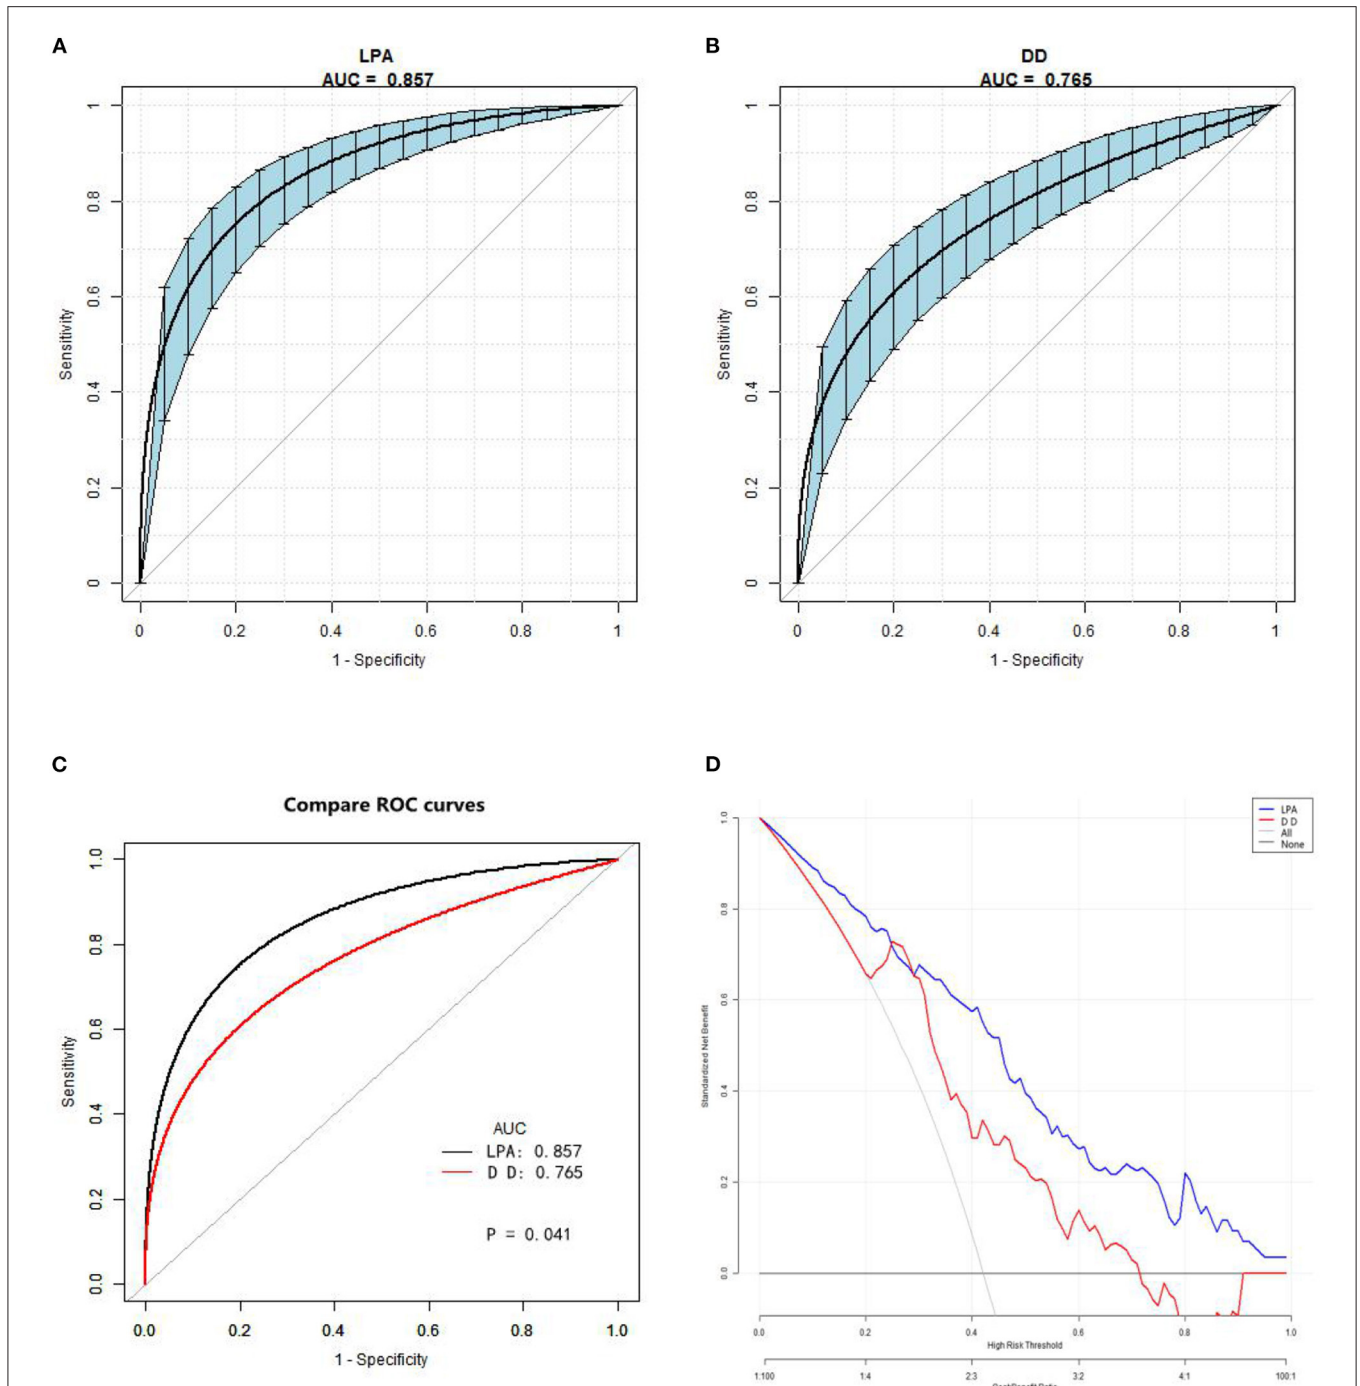 A
LPA
AUC = 0.857
1
0.8
0.6
0.4
0.2
0
Sensitivity
0 0.2 0.4 0.6 0.8 1
1 - Specificity
B
DD
AUC = 0.765
1
0.8
0.6
0.4
0.2
0
Sensitivity
0 0.2 0.4 0.6 0.8 1
1 - Specificity
C
Compare ROC curves
1.0
0.8
0.6
0.4
0.2
0.0
Sensitivity
AUC
LPA: 0.857
D D: 0.765
P = 0.041
0.0 0.2 0.4 0.6 0.8 1.0
1 - Specificity
D
LPA
D D
All
None
1.0
0.8
0.6
0.4
0.2
0.0
Standardized Net Benefit
0.0 0.2 0.4 0.6 0.8 1.0
High Risk Threshold
1:100 1:4 2:3 3:2 4:1 100:1